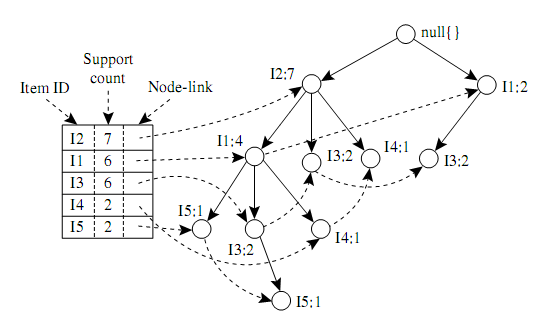 null{}
Support
count
Item ID
Node-link
I2;7
I1;2
I2 7
I1 6
I3 6
I4 2
I5 2
I1;4
I3;2
I4;1
I3;2
I5;1
I3;2
I4;1
I5;1